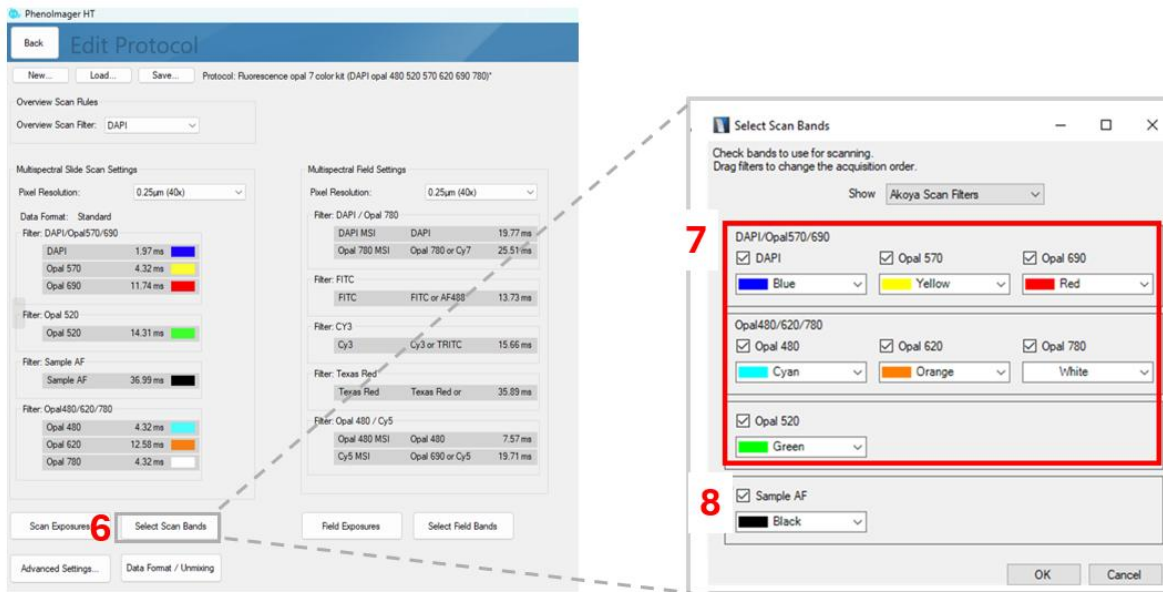 PhenoImager HT
Back Edit Protocol
New... Load... Save... Protocol: Fluorescence opal 7 color kit (DAPI opal 480 520 570 620 690 780)*
Overview Scan Rules
Overview Scan Filter: DAPI
Multispectral Slide Scan Settings
Pixel Resolution: 0.25µm (40x)
Data Format: Standard
Filter: DAPI/Opal570/690
DAPI 1.97 ms
Opal 570 4.32 ms
Opal 690 11.74 ms
Filter: Opal 520
Opal 520 14.31 ms
Filter: Sample AF
Sample AF 36.99 ms
Filter: Opal480/620/780
Opal 480 4.32 ms
Opal 620 12.58 ms
Opal 780 4.32 ms
Multispectral Field Settings
Pixel Resolution: 0.25µm (40x)
Filter: DAPI / Opal 780
DAPI MSI DAPI 19.77 ms
Opal 780 MSI Opal 780 or Cy7 25.51 ms
Filter: FITC
FITC FITC or AF488 13.73 ms
Filter: CY3
Cy3 Cy3 or TRITC 15.66 ms
Filter: Texas Red
Texas Red Texas Red or 35.89 ms
Filter: Opal 480 / Cy5
Opal 480 MSI Opal 480 7.57 ms
Cy5 MSI Opal 690 or Cy5 19.71 ms
Scan Exposures 6 Select Scan Bands Field Exposures Select Field Bands
Advanced Settings... Data Format / Unmixing
Select Scan Bands
Check bands to use for scanning.
Drag filters to change the acquisition order.
Show Akoya Scan Filters
7
DAPI/Opal570/690
DAPI Opal 570 Opal 690
Blue Yellow Red
Opal480/620/780
Opal 480 Opal 620 Opal 780
Cyan Orange White
Opal 520
Green
8
Sample AF
Black
OK Cancel